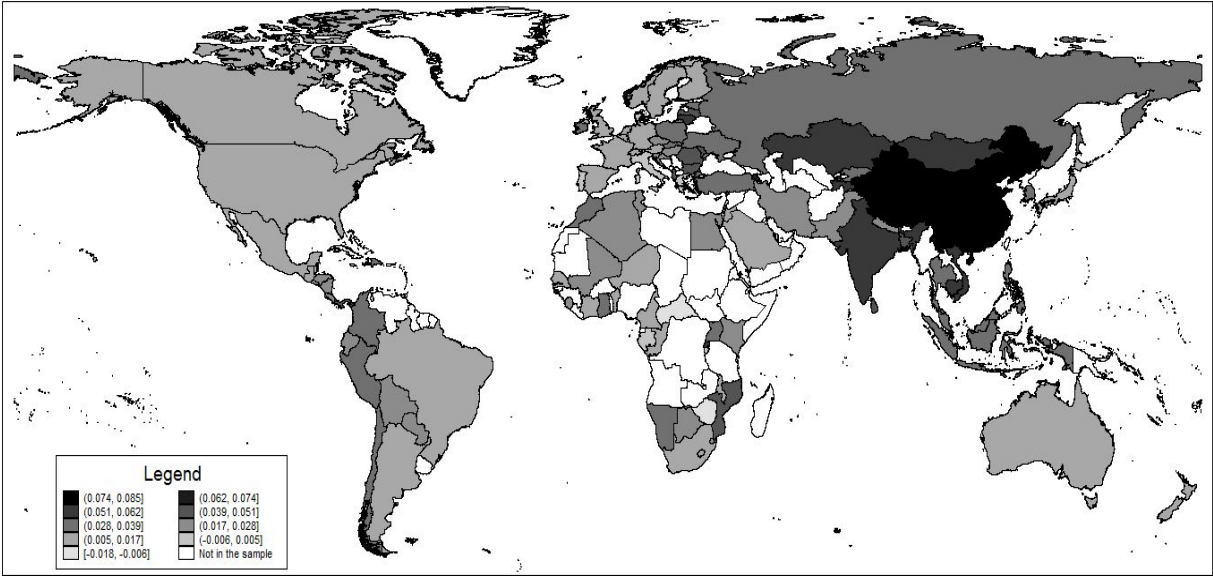 Legend
(0.074, 0.085] (0.062, 0.074]
(0.051, 0.062] (0.039, 0.051]
(0.028, 0.039] (0.017, 0.028]
(0.005, 0.017] (-0.006, 0.005]
[-0.018, -0.006] Not in the sample